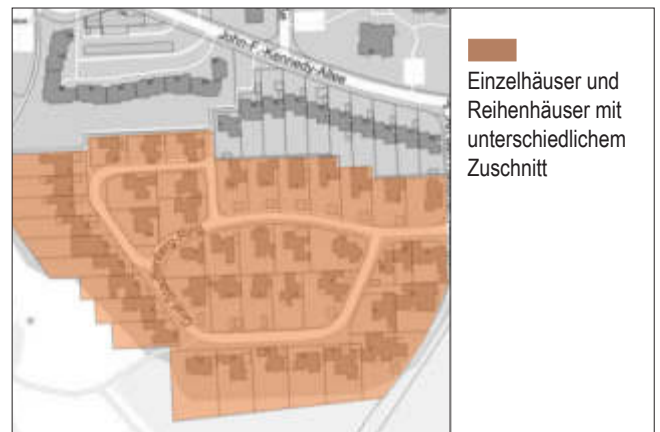 John-F.-Kennedy-Allee
Einzelhäuser und
Reihenhäuser mit
unterschiedlichem
Zuschnitt